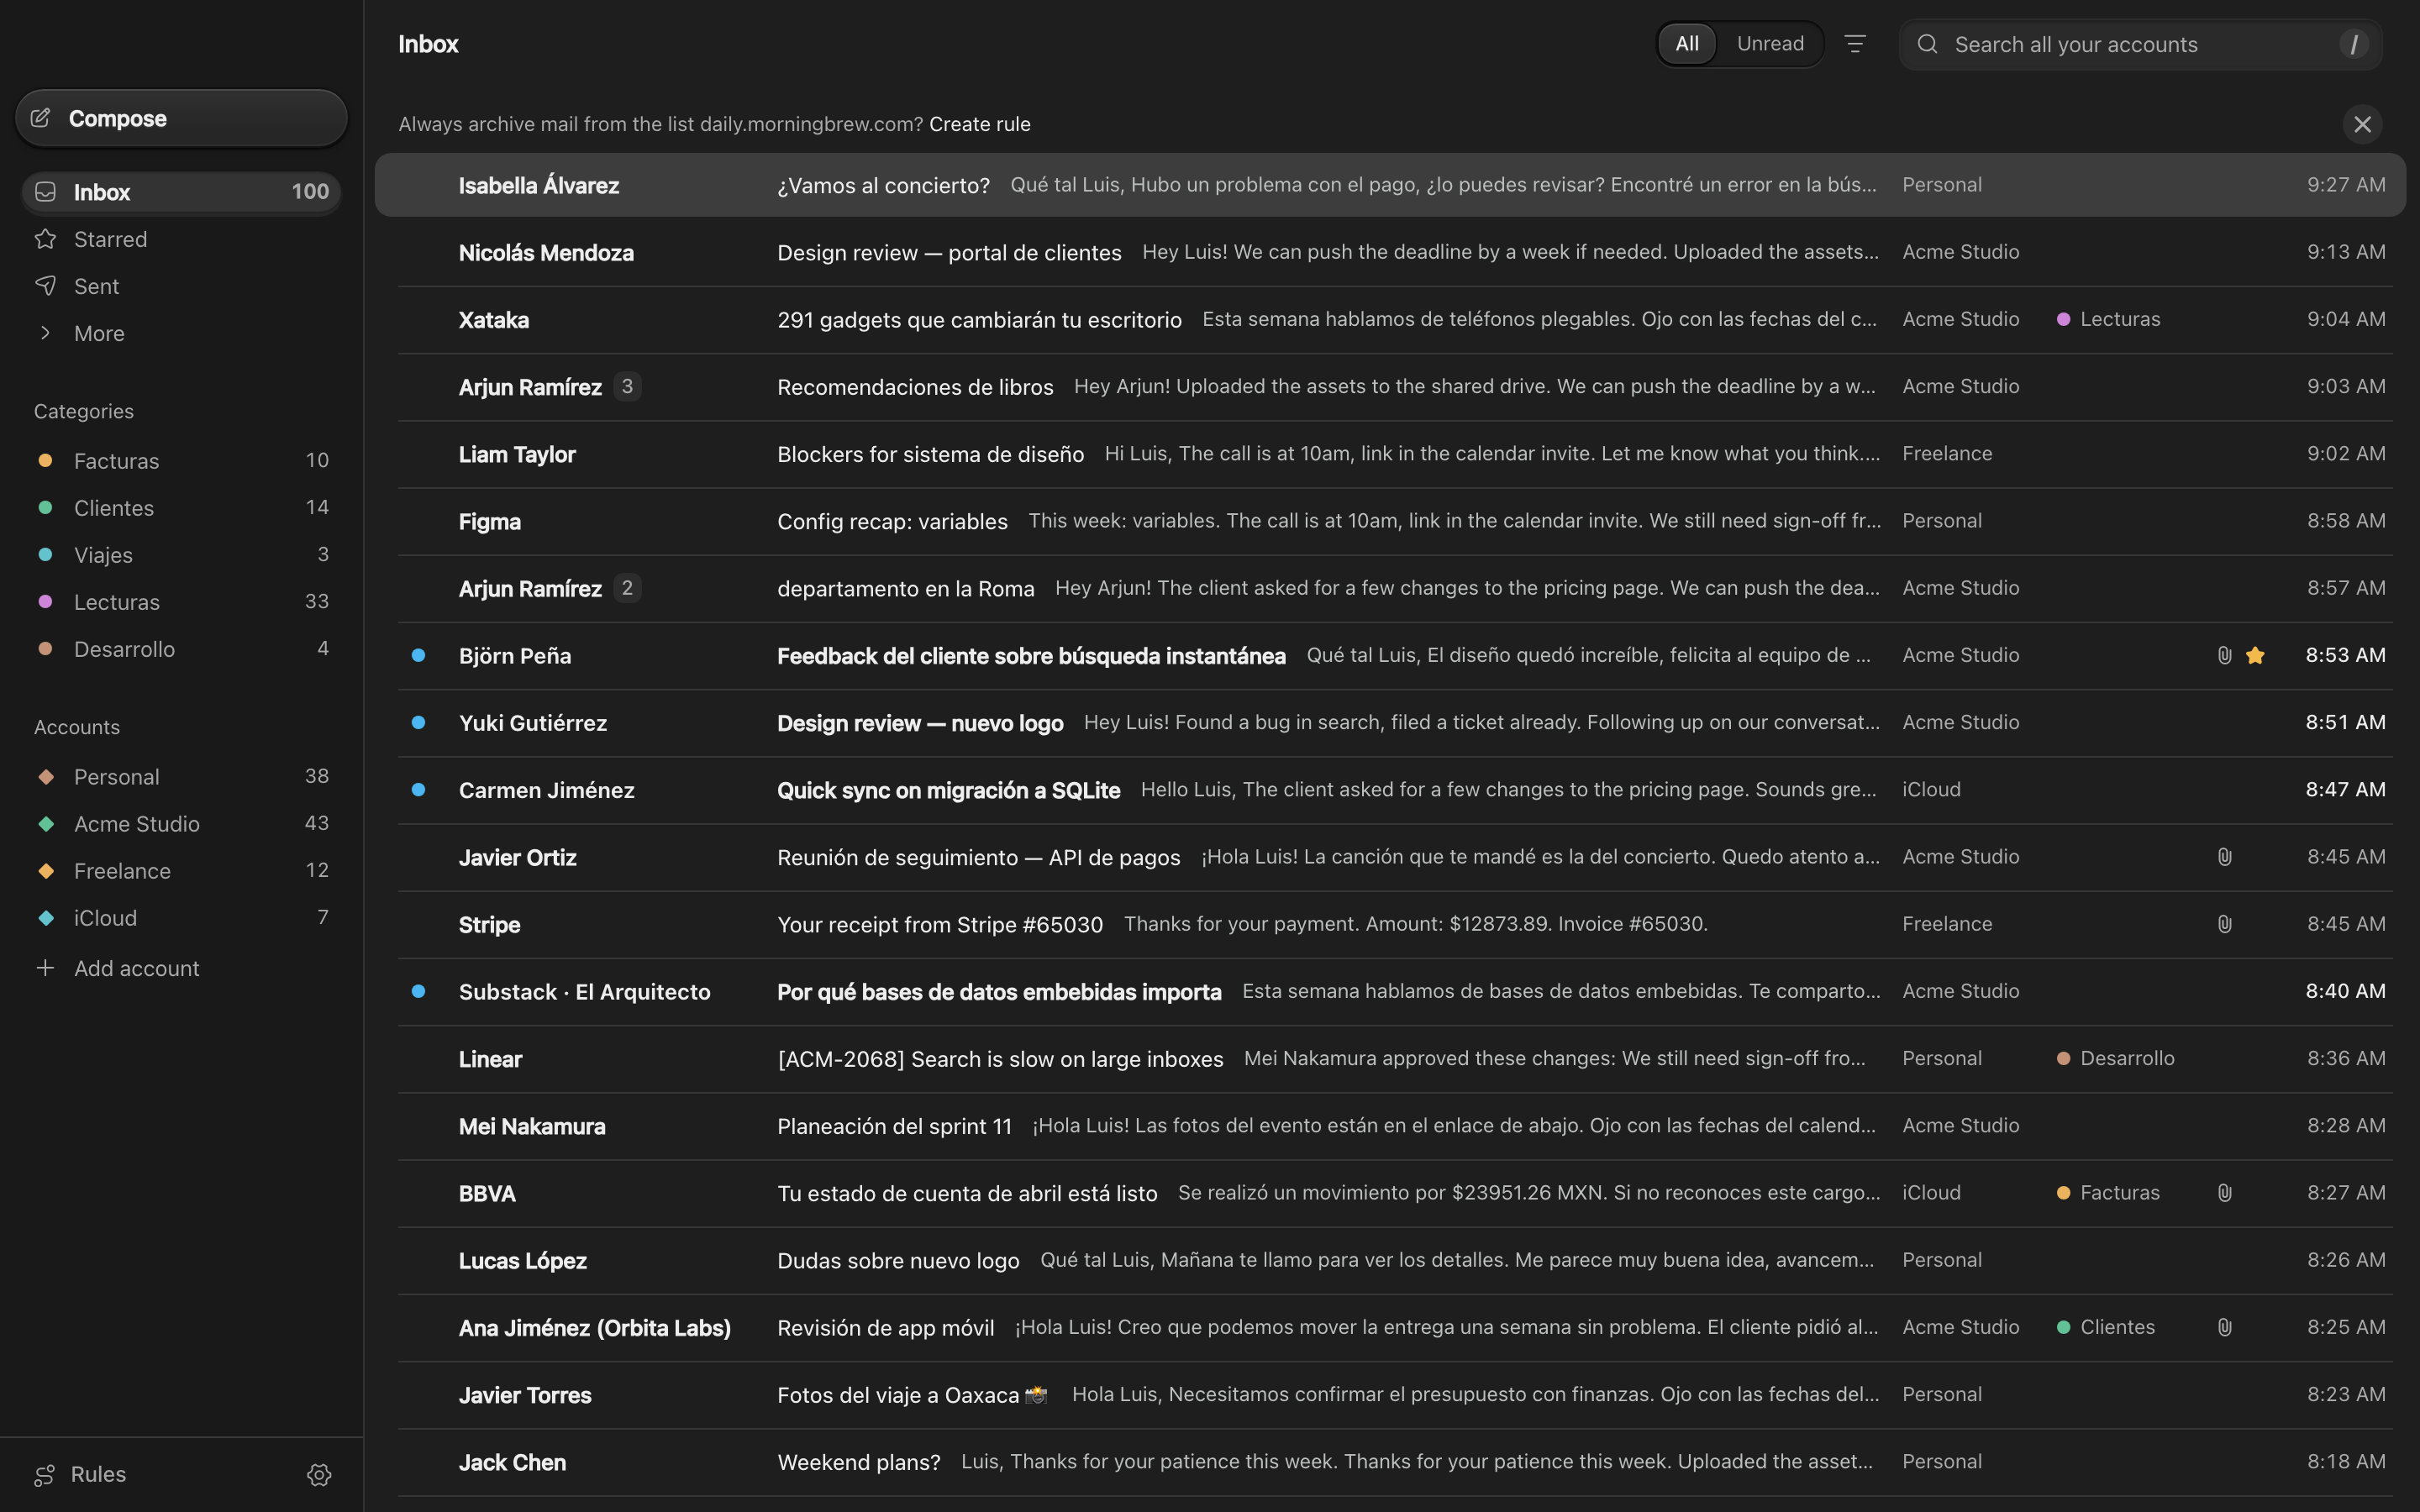 Inbox
All
Unread
Search all your accounts
/
Compose
Inbox 100
Starred
Sent
More
Categories
Facturas 10
Clientes 14
Viajes 3
Lecturas 33
Desarrollo 4
Accounts
Personal 38
Acme Studio 43
Freelance 12
iCloud 7
Add account
Rules
Always archive mail from the list daily.morningbrew.com? Create rule
Isabella Álvarez ¿Vamos al concierto? Qué tal Luis, Hubo un problema con el pago, ¿lo puedes revisar? Encontré un error en la bús... Personal 9:27 AM
Nicolás Mendoza Design review — portal de clientes Hey Luis! We can push the deadline by a week if needed. Uploaded the assets... Acme Studio 9:13 AM
Xataka 291 gadgets que cambiarán tu escritorio Esta semana hablamos de teléfonos plegables. Ojo con las fechas del c... Acme Studio Lecturas 9:04 AM
Arjun Ramírez 3 Recomendaciones de libros Hey Arjun! Uploaded the assets to the shared drive. We can push the deadline by a w... Acme Studio 9:03 AM
Liam Taylor Blockers for sistema de diseño Hi Luis, The call is at 10am, link in the calendar invite. Let me know what you think.... Freelance 9:02 AM
Figma Config recap: variables This week: variables. The call is at 10am, link in the calendar invite. We still need sign-off fr... Personal 8:58 AM
Arjun Ramírez 2 departamento en la Roma Hey Arjun! The client asked for a few changes to the pricing page. We can push the dea... Acme Studio 8:57 AM
Björn Peña Feedback del cliente sobre búsqueda instantánea Qué tal Luis, El diseño quedó increíble, felicita al equipo de ... Acme Studio 8:53 AM
Yuki Gutiérrez Design review — nuevo logo Hey Luis! Found a bug in search, filed a ticket already. Following up on our conversat... Acme Studio 8:51 AM
Carmen Jiménez Quick sync on migración a SQLite Hello Luis, The client asked for a few changes to the pricing page. Sounds gre... iCloud 8:47 AM
Javier Ortiz Reunión de seguimiento — API de pagos ¡Hola Luis! La canción que te mandé es la del concierto. Quedo atento a... Acme Studio 8:45 AM
Stripe Your receipt from Stripe #65030 Thanks for your payment. Amount: $12873.89. Invoice #65030. Freelance 8:45 AM
Substack · El Arquitecto Por qué bases de datos embebidas importa Esta semana hablamos de bases de datos embebidas. Te comparto... Acme Studio 8:40 AM
Linear [ACM-2068] Search is slow on large inboxes Mei Nakamura approved these changes: We still need sign-off fro... Personal Desarrollo 8:36 AM
Mei Nakamura Planeación del sprint 11 ¡Hola Luis! Las fotos del evento están en el enlace de abajo. Ojo con las fechas del calend... Acme Studio 8:28 AM
BBVA Tu estado de cuenta de abril está listo Se realizó un movimiento por $23951.26 MXN. Si no reconoces este cargo... iCloud Facturas 8:27 AM
Lucas López Dudas sobre nuevo logo Qué tal Luis, Mañana te llamo para ver los detalles. Me parece muy buena idea, avancem... Personal 8:26 AM
Ana Jiménez (Orbita Labs) Revisión de app móvil ¡Hola Luis! Creo que podemos mover la entrega una semana sin problema. El cliente pidió al... Acme Studio Clientes 8:25 AM
Javier Torres Fotos del viaje a Oaxaca 📸 Hola Luis, Necesitamos confirmar el presupuesto con finanzas. Ojo con las fechas del... Personal 8:23 AM
Jack Chen Weekend plans? Luis, Thanks for your patience this week. Thanks for your patience this week. Uploaded the asset... Personal 8:18 AM